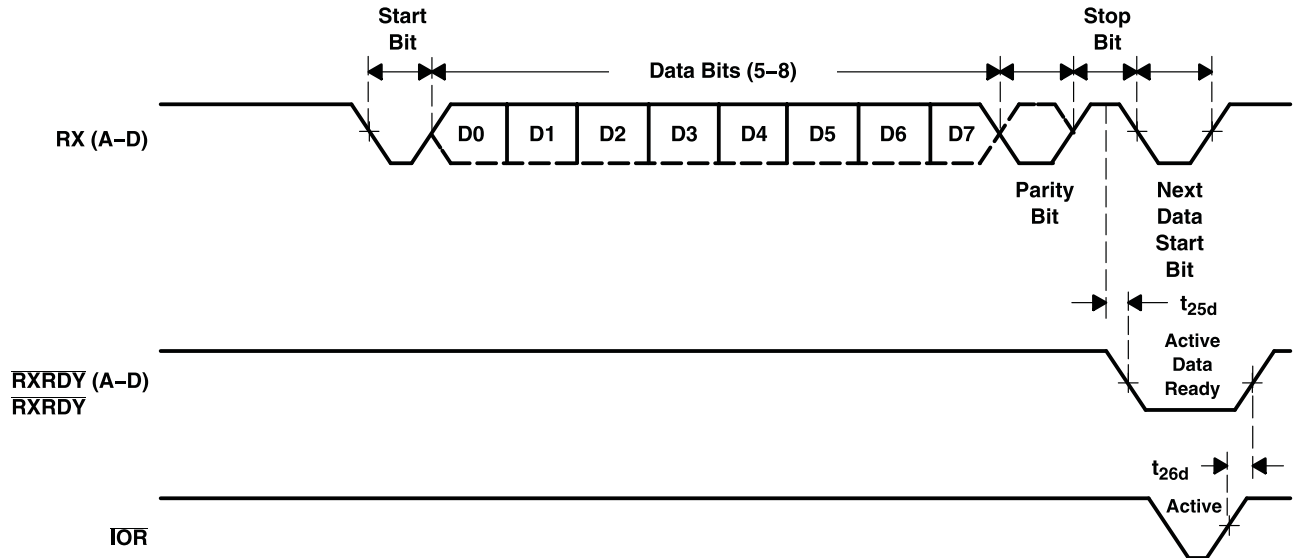 Start
Bit
Stop
Bit
Data Bits (5–8)
RX (A–D)
D0 D1 D2 D3 D4 D5 D6 D7
Parity
Bit
Next
Data
Start
Bit
t25d
RXRDY (A–D)
RXRDY
Active
Data
Ready
t26d
IOR
Active